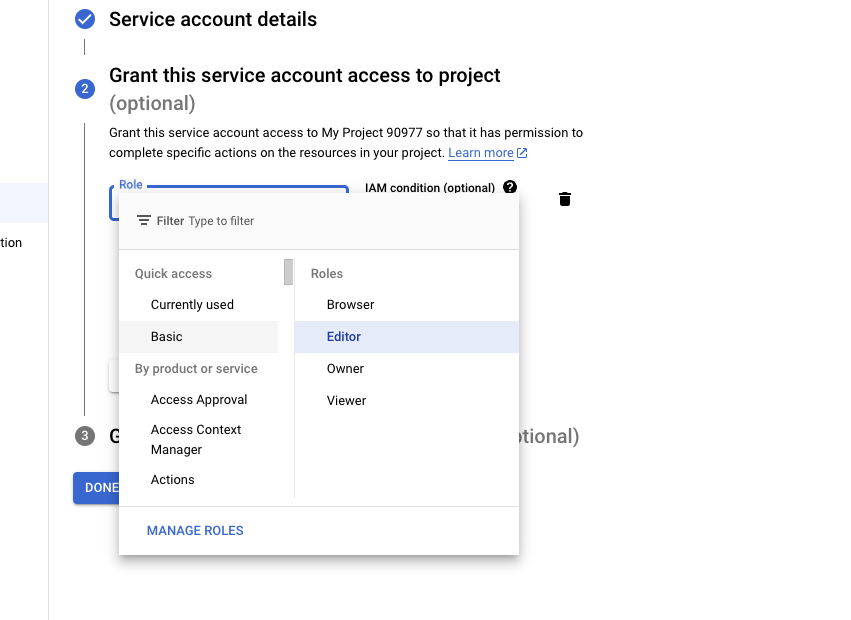 Service account details
2
Grant this service account access to project
(optional)
Grant this service account access to My Project 90977 so that it has permission to
complete specific actions on the resources in your project. Learn more
Role
IAM condition (optional)
?
Filter Type to filter
tion
Quick access
Currently used
Basic
By product or service
Access Approval
Access Context
Manager
Actions
Roles
Browser
Editor
Owner
Viewer
3
G
ptional)
DONE
MANAGE ROLES